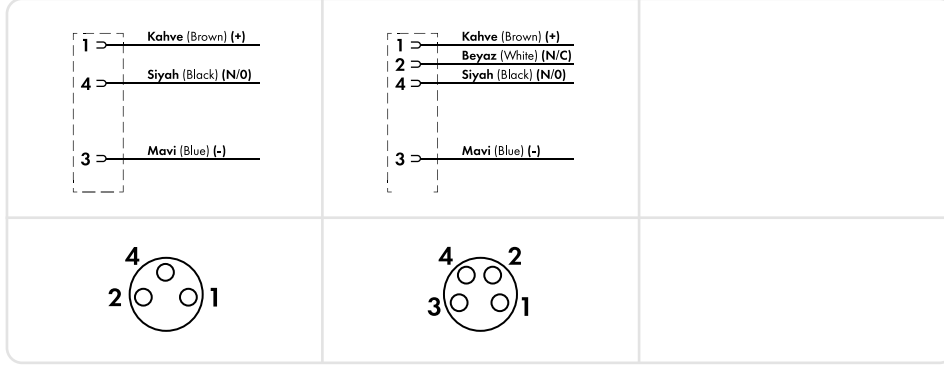 1 Kahve (Brown) (+)
4 Siyah (Black) (N/0)
3 Mavi (Blue) (-)
1 Kahve (Brown) (+)
2 Beyaz (White) (N/C)
4 Siyah (Black) (N/0)
3 Mavi (Blue) (-)
4
2 1
4 2
3 1